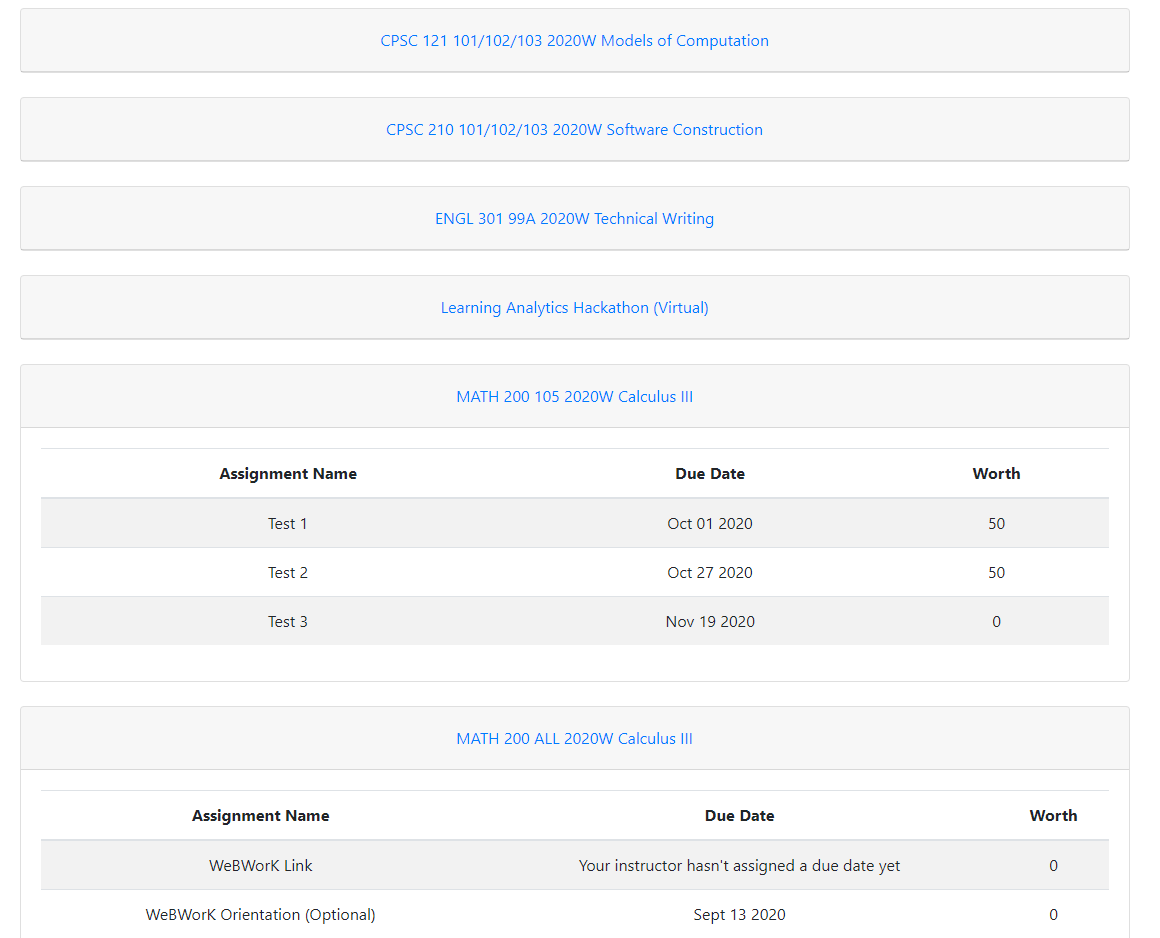 CPSC 121 101/102/103 2020W Models of Computation
CPSC 210 101/102/103 2020W Software Construction
ENGL 301 99A 2020W Technical Writing
Learning Analytics Hackathon (Virtual)
MATH 200 105 2020W Calculus III
Assignment Name Due Date Worth
Test 1 Oct 01 2020 50
Test 2 Oct 27 2020 50
Test 3 Nov 19 2020 0
MATH 200 ALL 2020W Calculus III
Assignment Name Due Date Worth
WeBWorK Link Your instructor hasn't assigned a due date yet 0
WeBWorK Orientation (Optional) Sept 13 2020 0